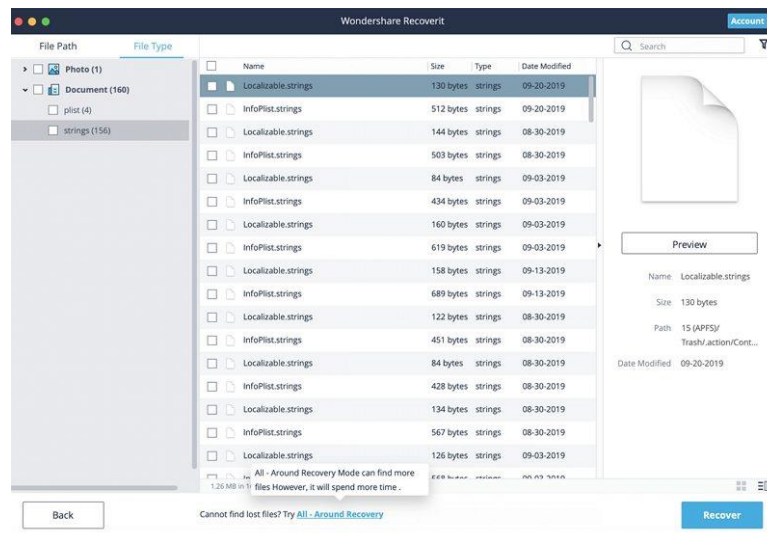 Wondershare Recoverit
Account
File Path File Type
Search
Photo (1)
Document (160)
plist (4)
strings (156)
Name Size Type Date Modified
Localizable.strings 130 bytes strings 09-20-2019
InfoPlist.strings 512 bytes strings 09-20-2019
Localizable.strings 144 bytes strings 08-30-2019
InfoPlist.strings 503 bytes strings 08-30-2019
Localizable.strings 84 bytes strings 09-03-2019
InfoPlist.strings 434 bytes strings 09-03-2019
Localizable.strings 160 bytes strings 09-03-2019
InfoPlist.strings 619 bytes strings 09-03-2019
Localizable.strings 158 bytes strings 09-13-2019
InfoPlist.strings 689 bytes strings 09-13-2019
Localizable.strings 122 bytes strings 08-30-2019
InfoPlist.strings 451 bytes strings 08-30-2019
Localizable.strings 84 bytes strings 08-30-2019
InfoPlist.strings 428 bytes strings 08-30-2019
Localizable.strings 134 bytes strings 08-30-2019
InfoPlist.strings 567 bytes strings 08-30-2019
Localizable.strings 126 bytes strings 09-03-2019
Preview
Name Localizable.strings
Size 130 bytes
Path 15 (APFS)/
Trash/.action/Cont...
Date Modified 09-20-2019
1.26 MB in
All - Around Recovery Mode can find more
files However, it will spend more time .
Back
Cannot find lost files? Try All - Around Recovery
Recover